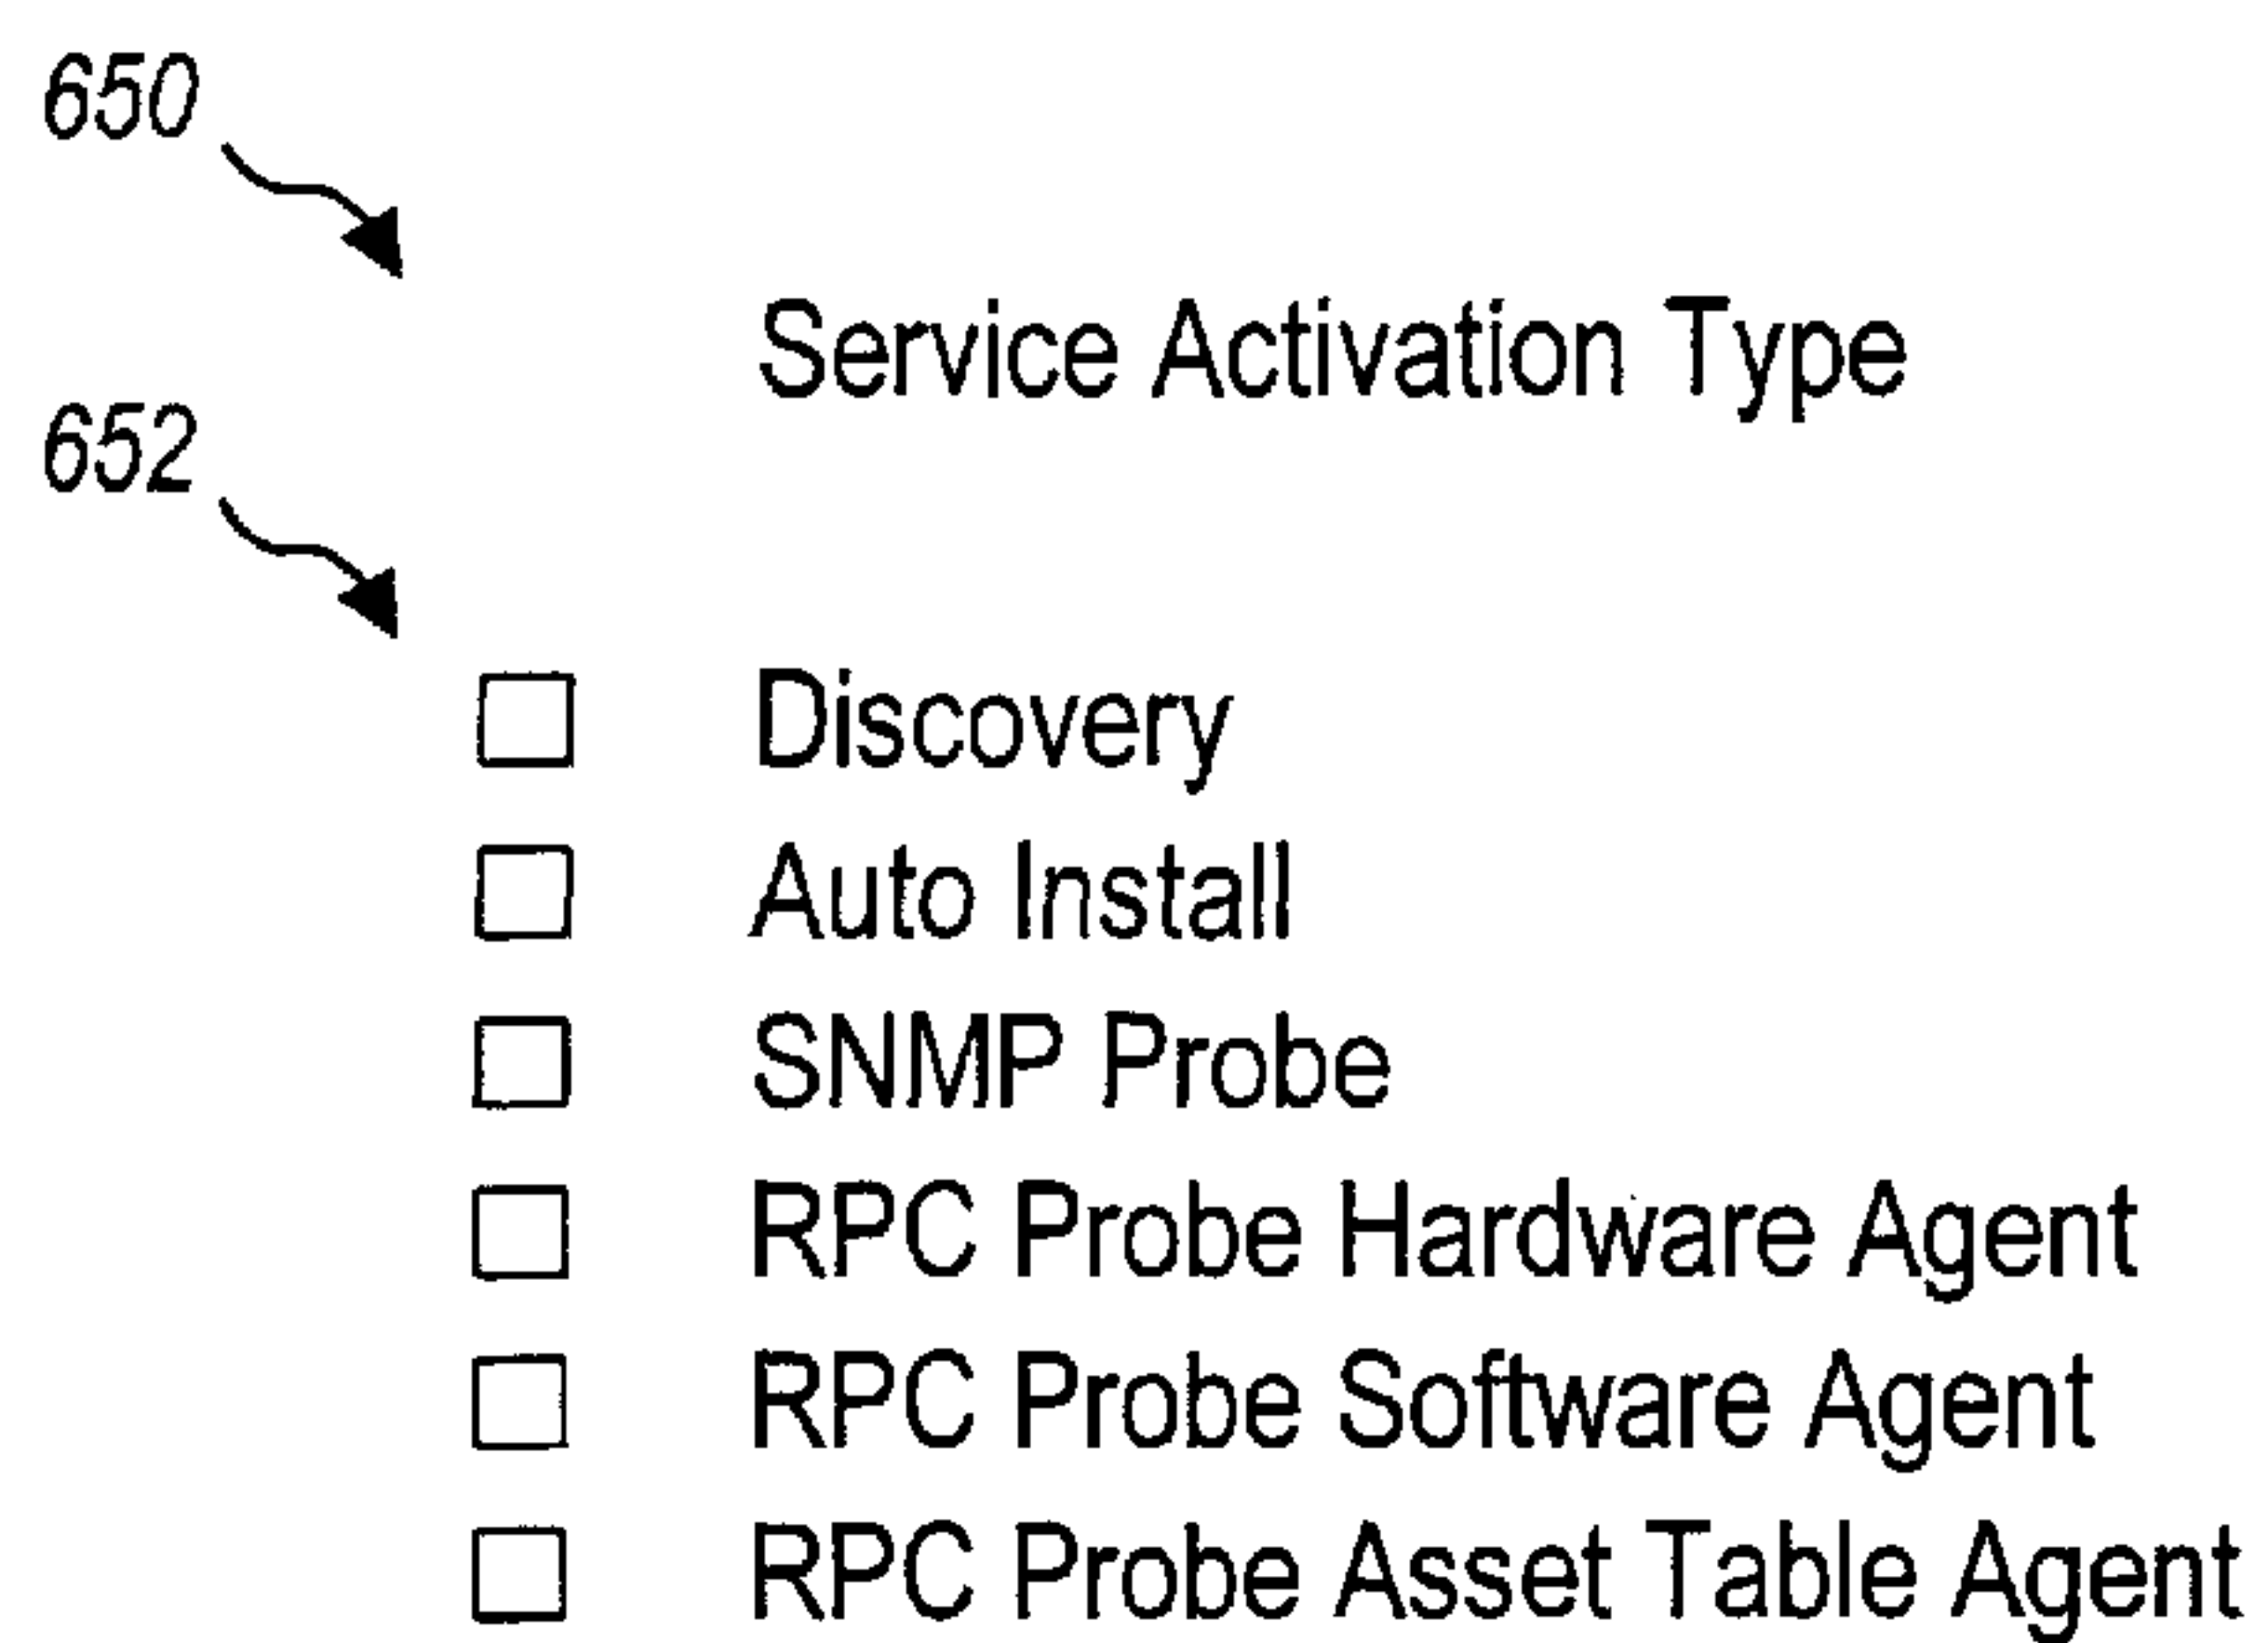 650
Service Activation Type
652
Discovery
Auto Install
SNMP Probe
RPC Probe Hardware Agent
RPC Probe Software Agent
RPC Probe Asset Table Agent